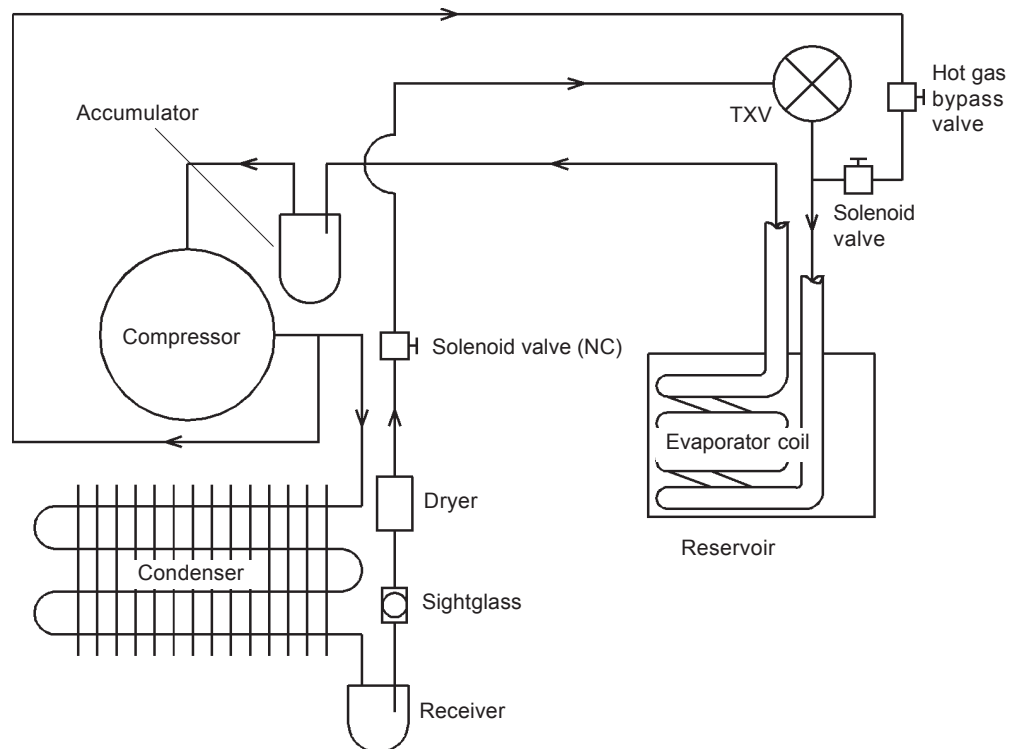 Hot gas
bypass
valve
TXV
Accumulator
Solenoid
valve
Compressor
Solenoid valve (NC)
Evaporator coil
Dryer
Reservoir
Condenser
Sightglass
Receiver